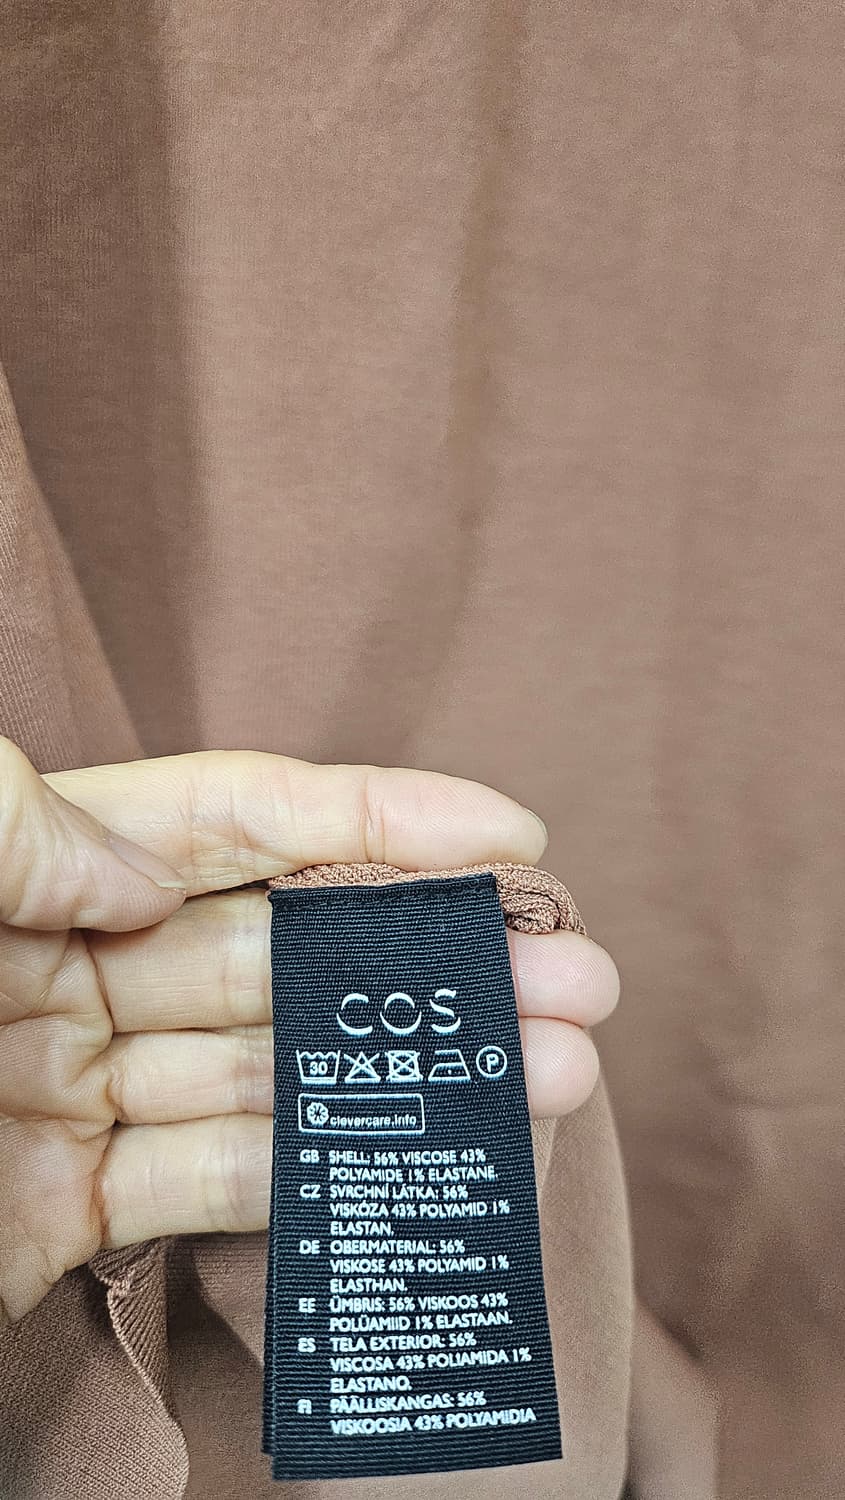 COS
30 P
clevercare.info
GB SHELL: 56% VISCOSE 43%
POLYAMIDE 1% ELASTANE.
CZ SVRCHNÍ LÁTKA: 56%
VISKÓZA 43% POLYAMID 1%
ELASTAN.
DE OBERMATERIAL: 56%
VISKOSE 43% POLYAMID 1%
ELASTHAN.
EE ÜMBRIS: 56% VISKOOS 43%
POLÜAMIID 1% ELASTAAN.
ES TELA EXTERIOR: 56%
VISCOSA 43% POLIAMIDA 1%
ELASTANO.
FI PÄÄLLISKANGAS: 56%
VISKOOSIA 43% POLYAMIDIA